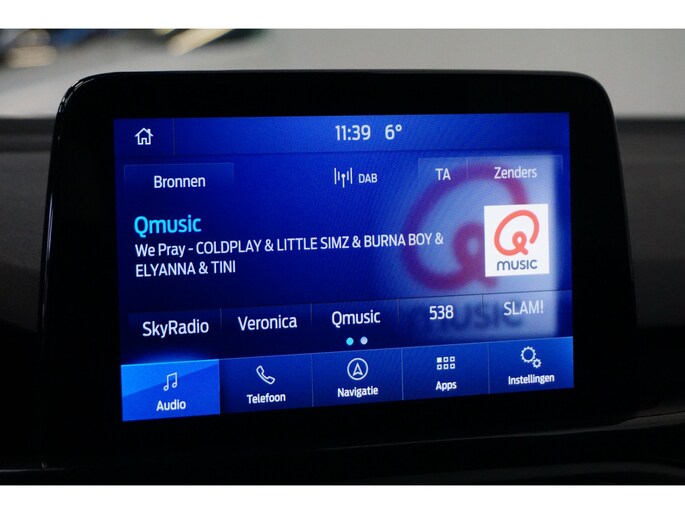 11:39 6°
Bronnen DAB TA Zenders
Qmusic
We Pray - COLDPLAY & LITTLE SIMZ & BURNA BOY &
ELYANNA & TINI
Q MUSIC
SkyRadio Veronica Qmusic 538 SLAM!
Audio Telefoon Navigatie Apps Instellingen